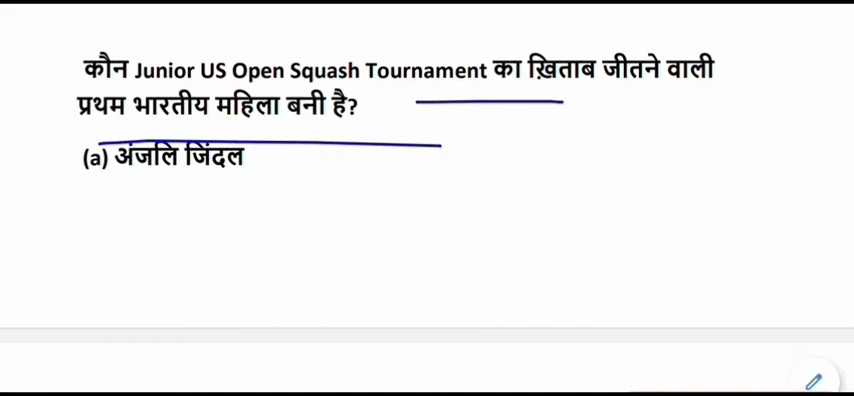 कौन Junior US Open Squash Tournament का ख़िताब जीतने वाली
प्रथम भारतीय महिला बनी है?
(a) अंजलि जिंदल